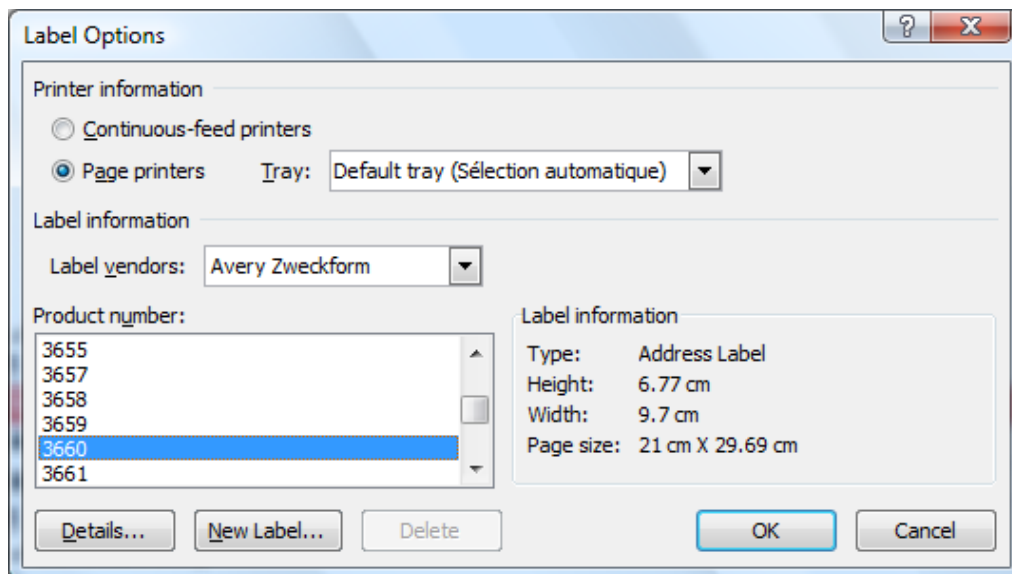 Label Options
Printer information
Continuous-feed printers
Page printers Tray: Default tray (Sélection automatique)
Label information
Label vendors: Avery Zweckform
Product number:
3655
3657
3658
3659
3660
3661
Label information
Type: Address Label
Height: 6.77 cm
Width: 9.7 cm
Page size: 21 cm X 29.69 cm
Details... New Label... Delete OK Cancel